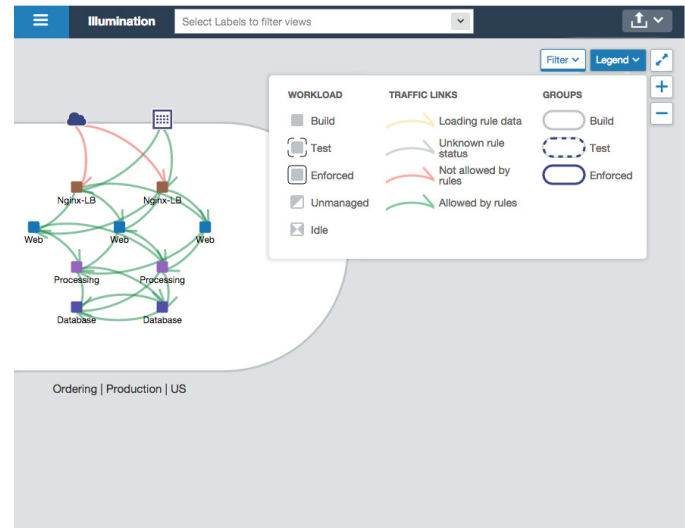 Illumination
Select Labels to filter views
Filter
Legend
WORKLOAD
TRAFFIC LINKS
GROUPS
Build
Loading rule data
Build
Test
Unknown rule
status
Test
Enforced
Not allowed by
rules
Enforced
Unmanaged
Allowed by rules
Idle
Nginx-LB
Nginx-LB
Web
Web
Web
Processing
Processing
Database
Database
Ordering | Production | US